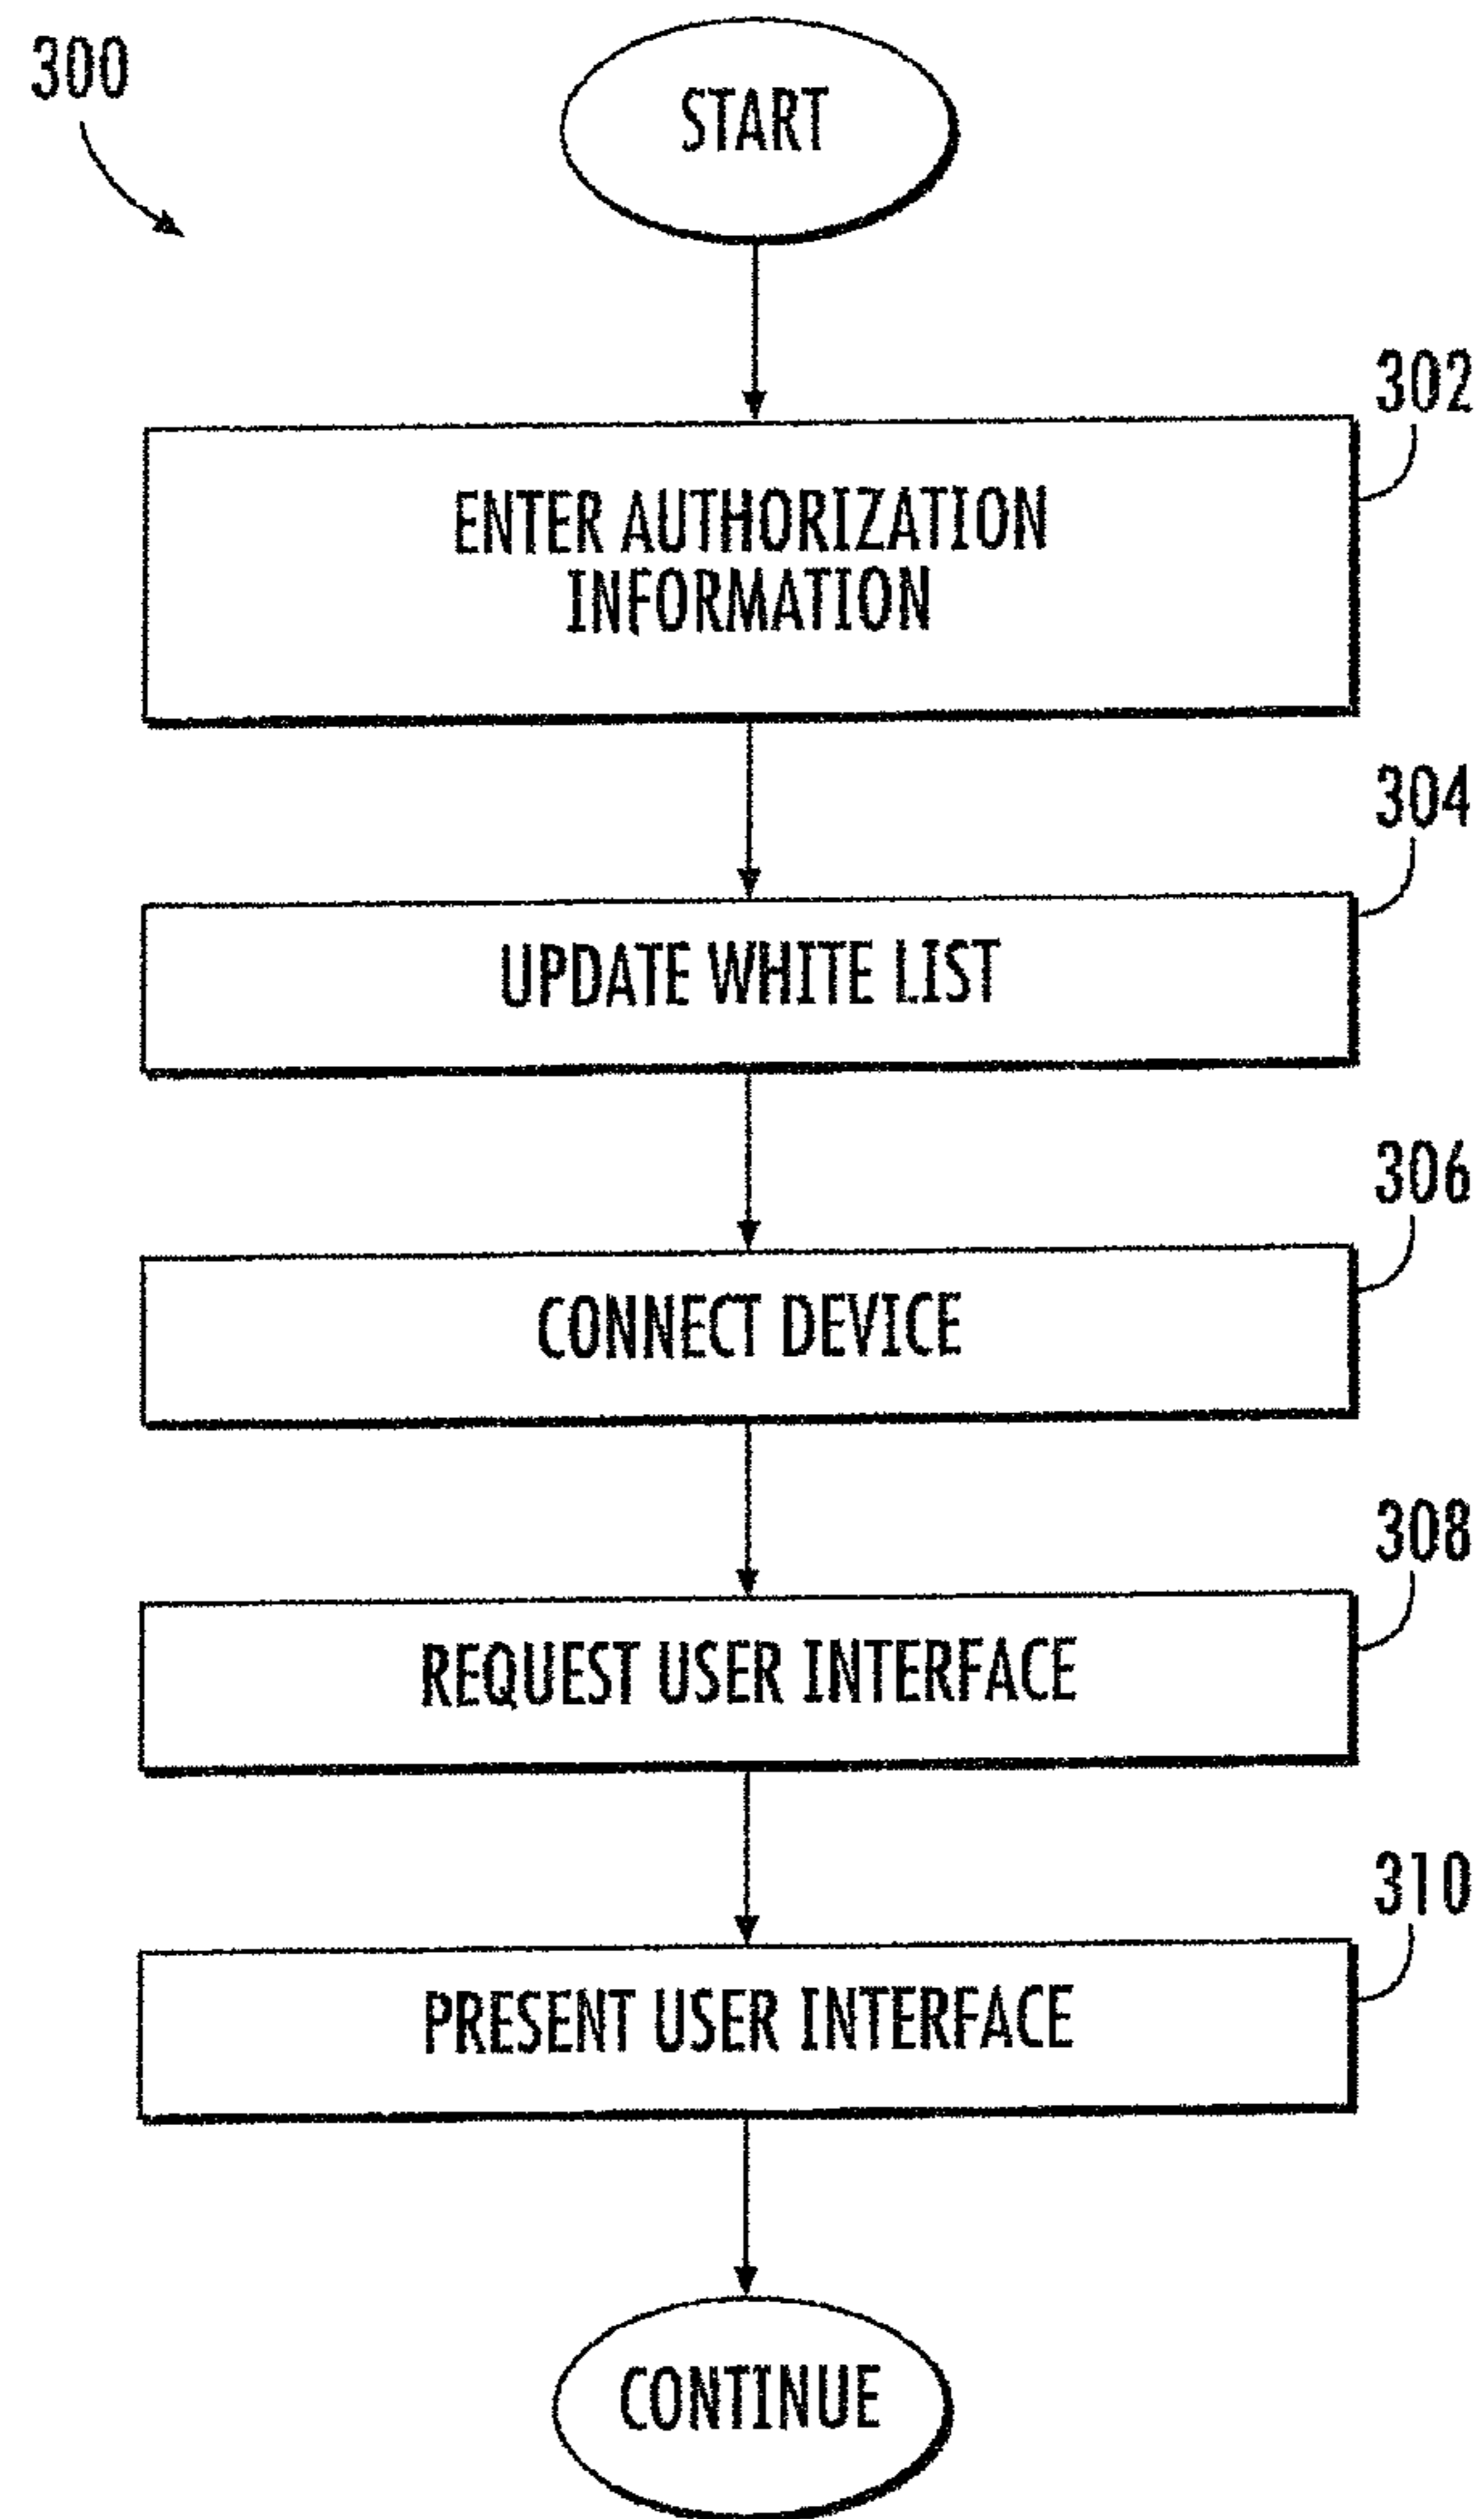 300
START
302
ENTER AUTHORIZATION
INFORMATION
304
UPDATE WHITE LIST
306
CONNECT DEVICE
308
REQUEST USER INTERFACE
310
PRESENT USER INTERFACE
CONTINUE